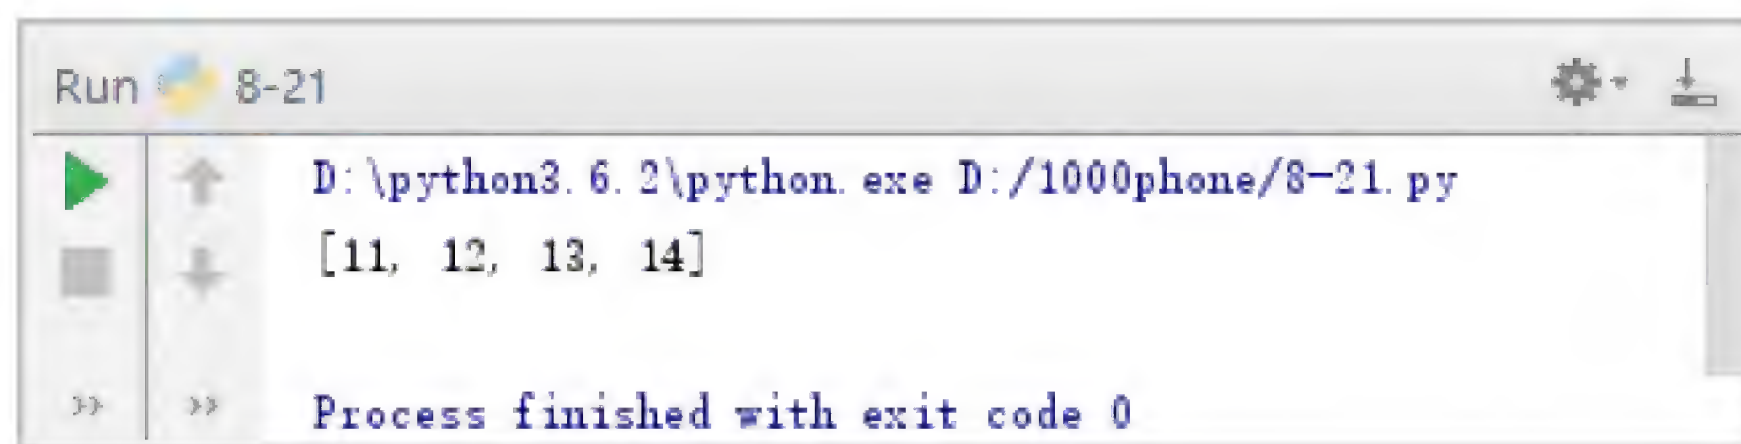 Run 8-21
D:\python3.6.2\python.exe D:/1000phone/8-21.py
[11, 12, 13, 14]
Process finished with exit code 0